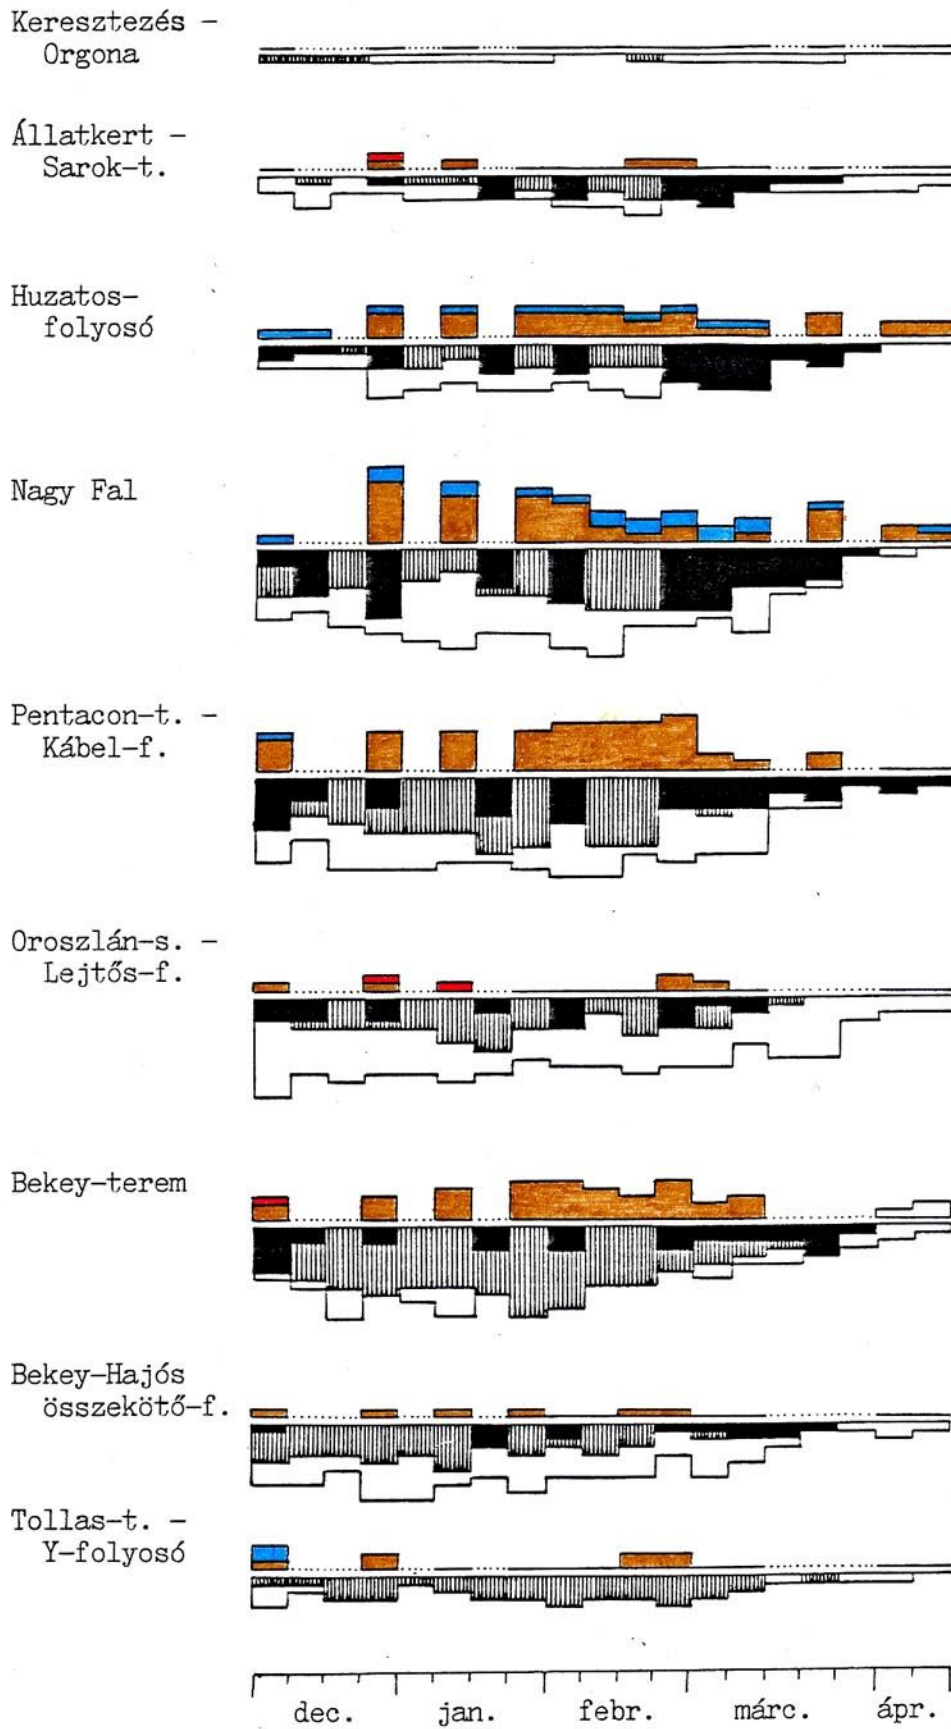 Keresztezés -
Orgona
Állatkert -
Sarok-t.
Huzatos-
folyosó
Nagy Fal
Pentacon-t. -
Kábel-f.
Oroszlán-s. -
Lejtős-f.
Bekey-terem
Bekey-Hajós
összekötő-f.
Tollas-t. -
Y-folyosó
dec. jan. febr. márc. ápr.